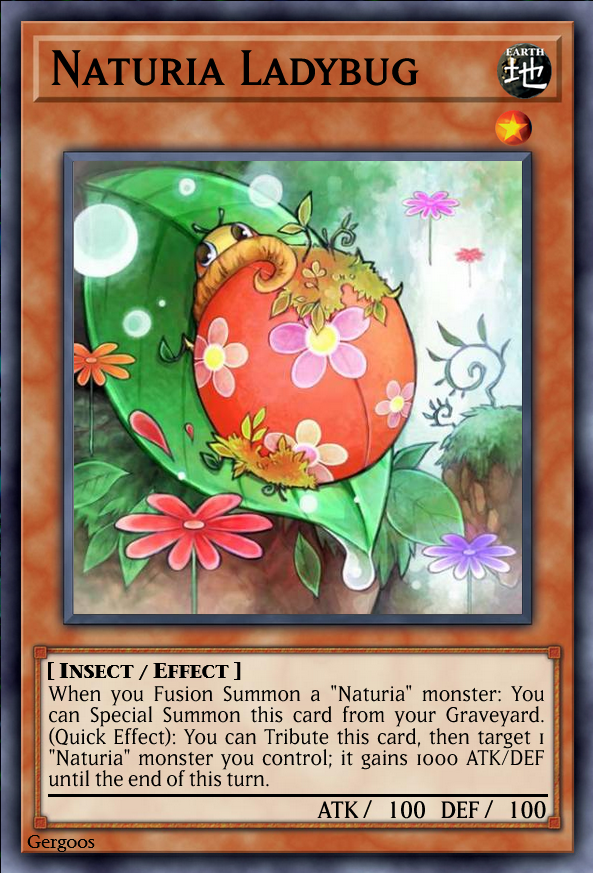 Naturia Ladybug
EARTH
地
[ Insect / Effect ]
When you Fusion Summon a "Naturia" monster: You
can Special Summon this card from your Graveyard.
(Quick Effect): You can Tribute this card, then target 1
"Naturia" monster you control; it gains 1000 ATK/DEF
until the end of this turn.
ATK / 100 DEF / 100
Gergoos